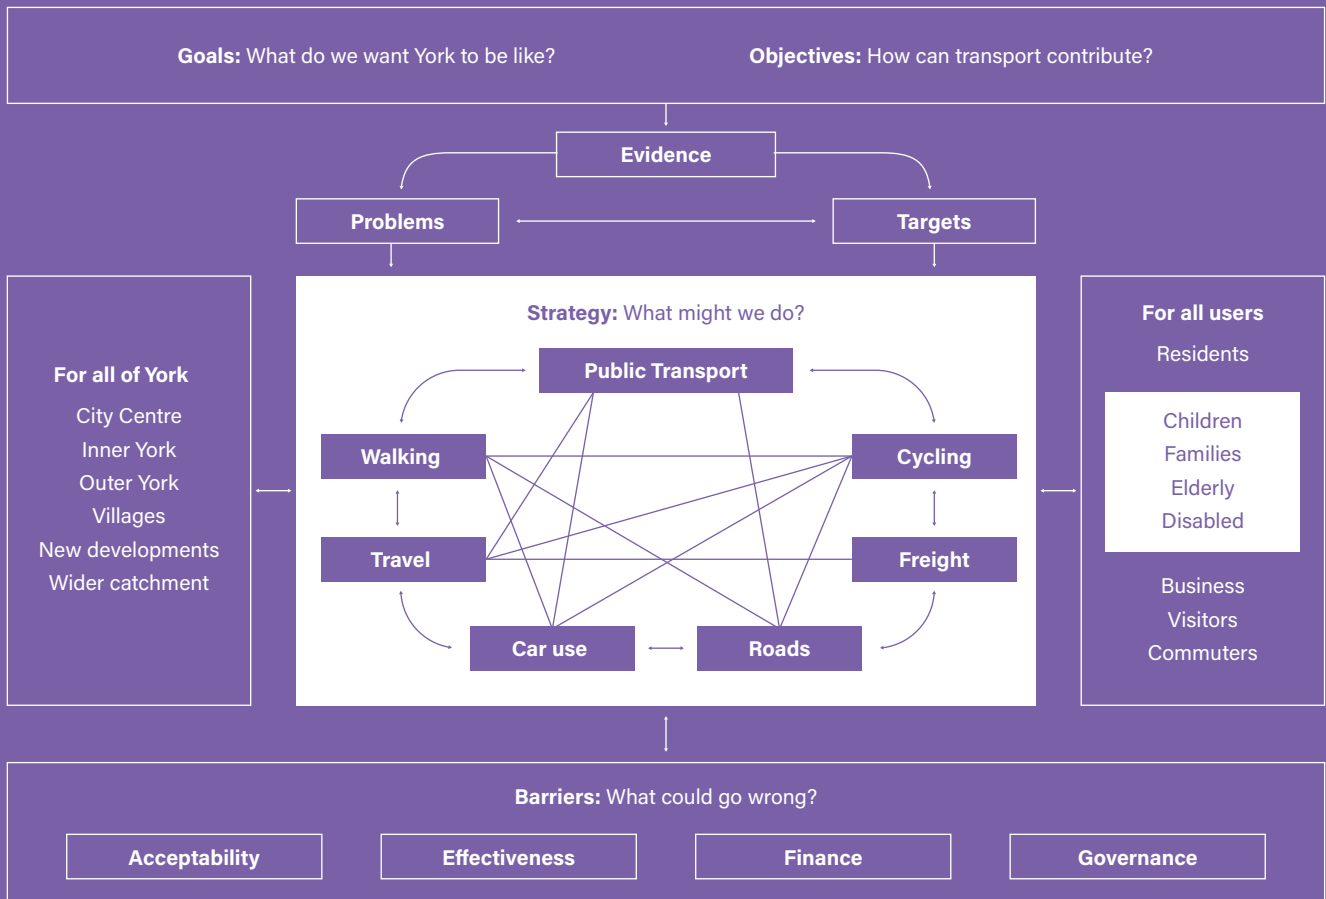 Goals: What do we want York to be like?
Objectives: How can transport contribute?
Evidence
Problems
Targets
For all of York
City Centre
Inner York
Outer York
Villages
New developments
Wider catchment
Strategy: What might we do?
Public Transport
Walking
Cycling
Travel
Freight
Car use
Roads
For all users
Residents
Children
Families
Elderly
Disabled
Business
Visitors
Commuters
Barriers: What could go wrong?
Acceptability
Effectiveness
Finance
Governance